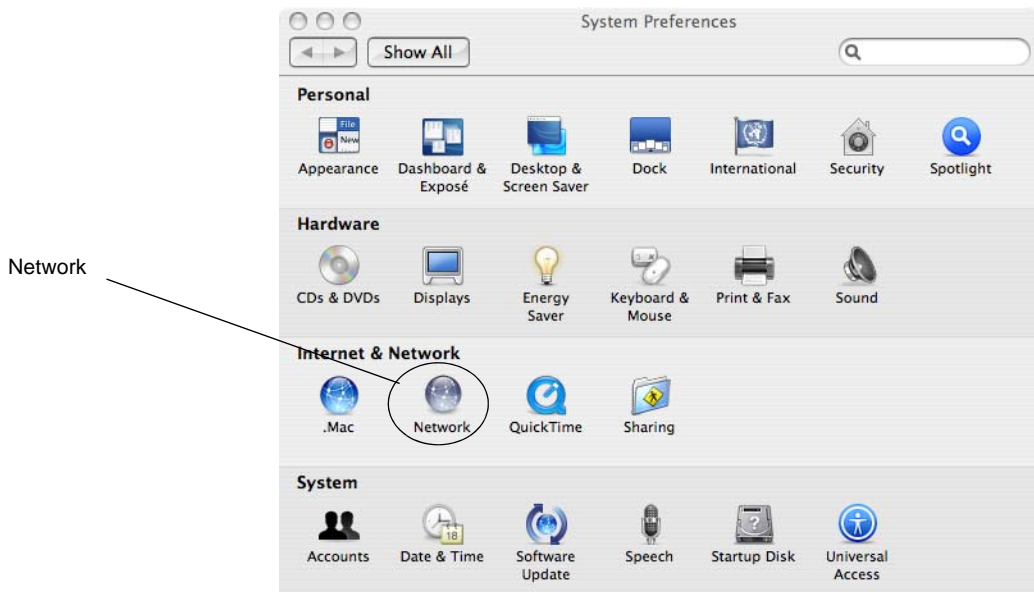 System Preferences
Show All
Personal
File
New
Appearance
Dashboard &
Exposé
Desktop &
Screen Saver
Dock
International
Security
Spotlight
Hardware
Network
CDs & DVDs
Displays
Energy
Saver
Keyboard &
Mouse
Print & Fax
Sound
Internet & Network
.Mac
Network
QuickTime
Sharing
System
18
?
Accounts
Date & Time
Software
Update
Speech
Startup Disk
Universal
Access